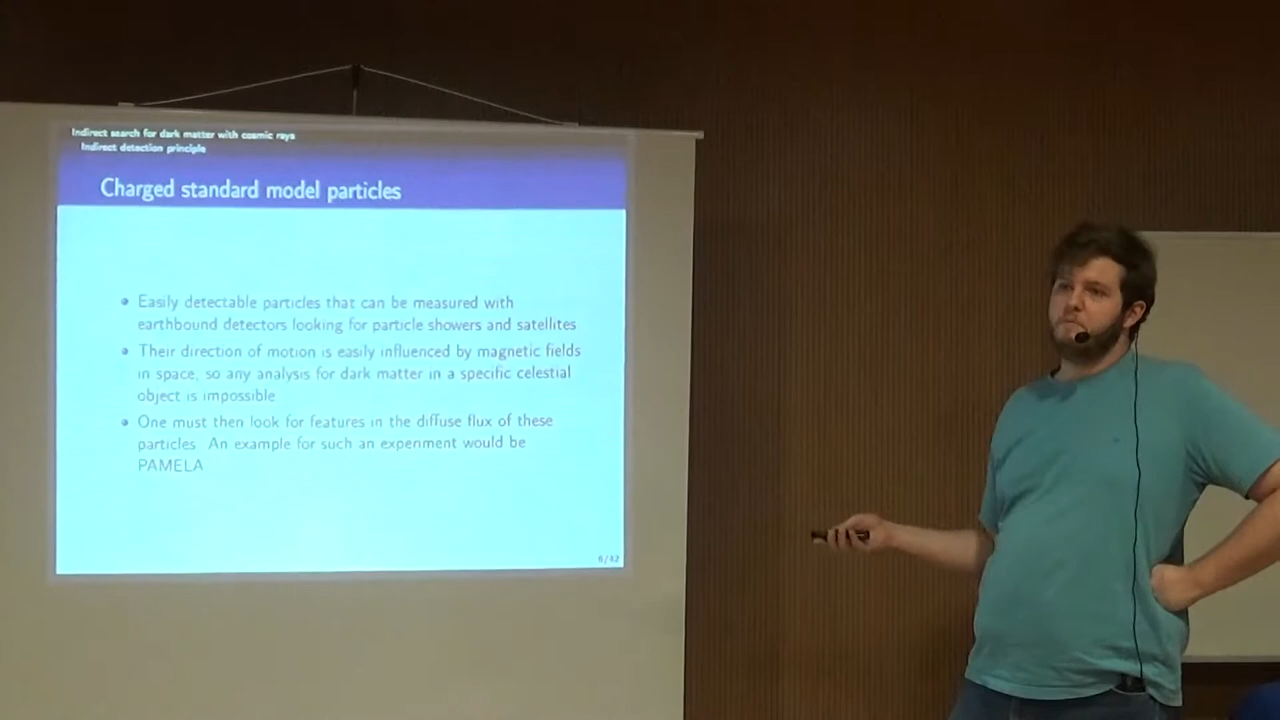 Indirect search for dark matter with cosmic rays
Indirect detection principle
Charged standard model particles
Easily detectable particles that can be measured with
earthbound detectors looking for particle showers and satellites
Their direction of motion is easily influenced by magnetic fields
in space, so any analysis for dark matter in a specific celestial
object is impossible
One must then look for features in the diffuse flux of these
particles. An example for such an experiment would be
PAMELA